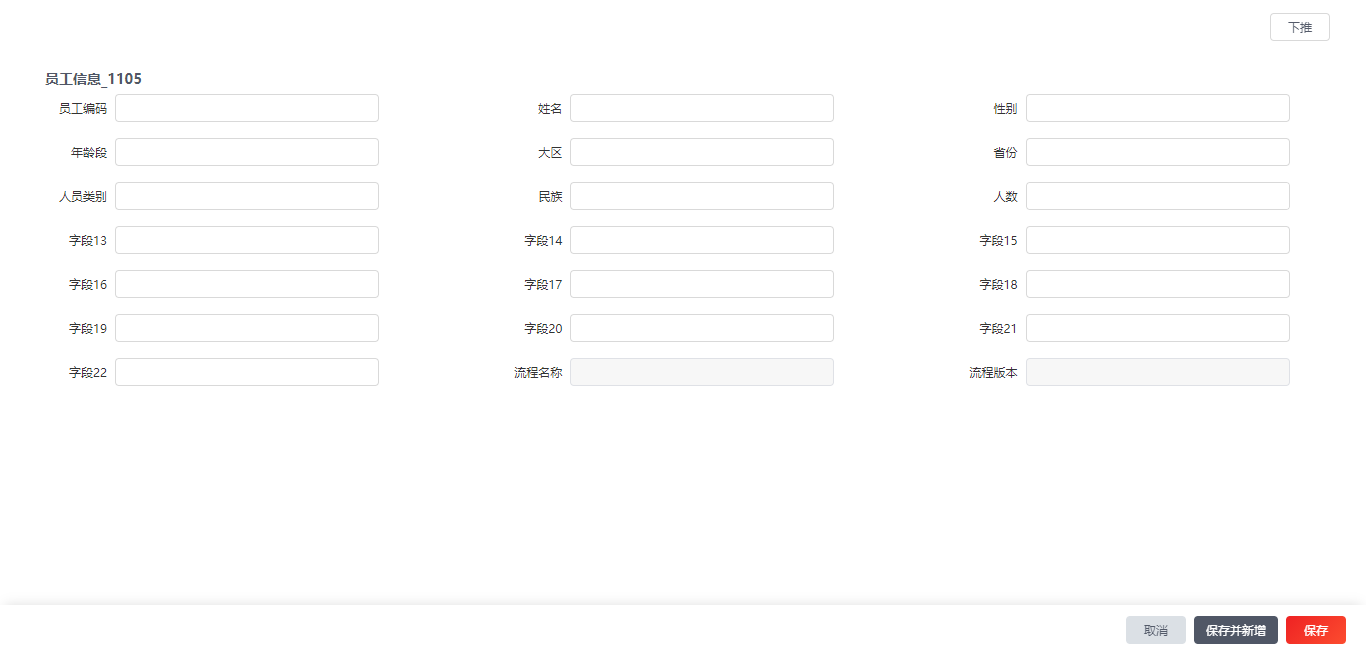 下推
员工信息_1105
员工编码 姓名 性别
年龄段 大区 省份
人员类别 民族 人数
字段13 字段14 字段15
字段16 字段17 字段18
字段19 字段20 字段21
字段22 流程名称 流程版本
取消 保存并新增 保存